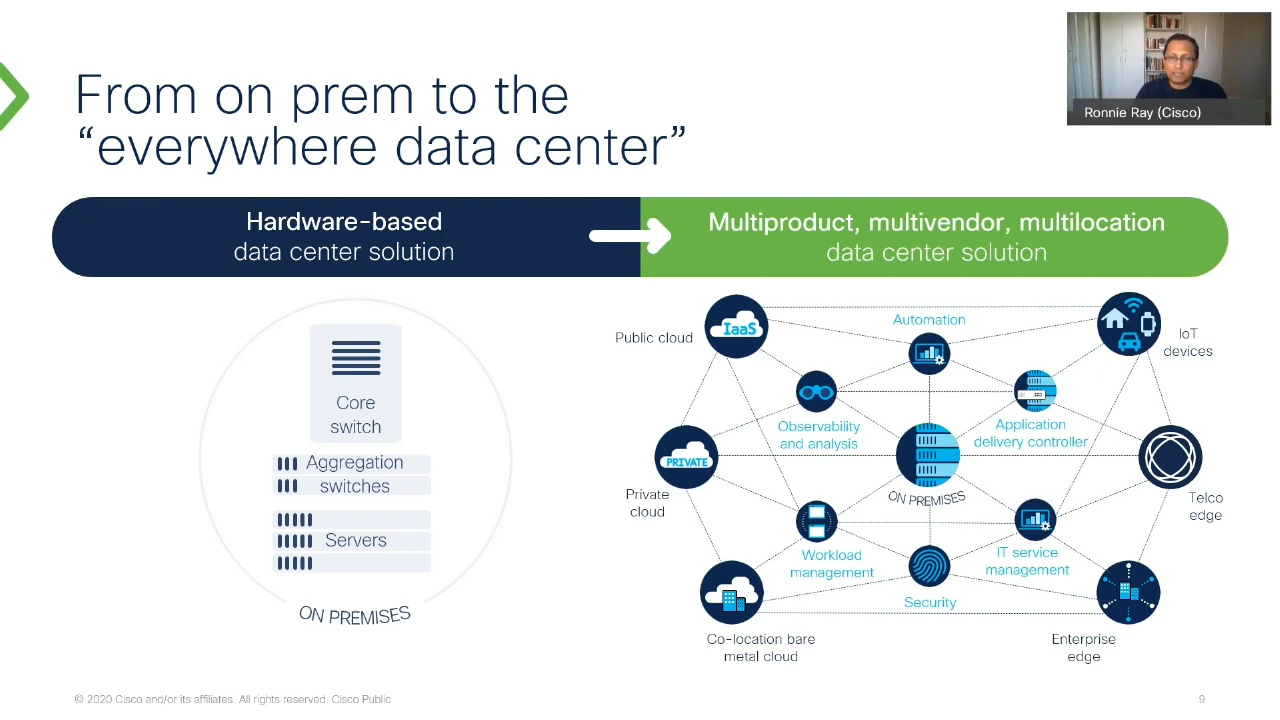 From on prem to the
“everywhere data center”
Ronnie Ray (Cisco)
Hardware-based
data center solution
Multiproduct, multivendor, multilocation
data center solution
Core
switch
Aggregation
switches
Servers
ON PREMISES
Public cloud
IaaS
Automation
IoT
devices
Observability
and analysis
Application
delivery controller
PRIVATE
Private
cloud
ON PREMISES
Telco
edge
Workload
management
IT service
management
Security
Co-location bare
metal cloud
Enterprise
edge
© 2020 Cisco and/or its affiliates. All rights reserved. Cisco Public
9